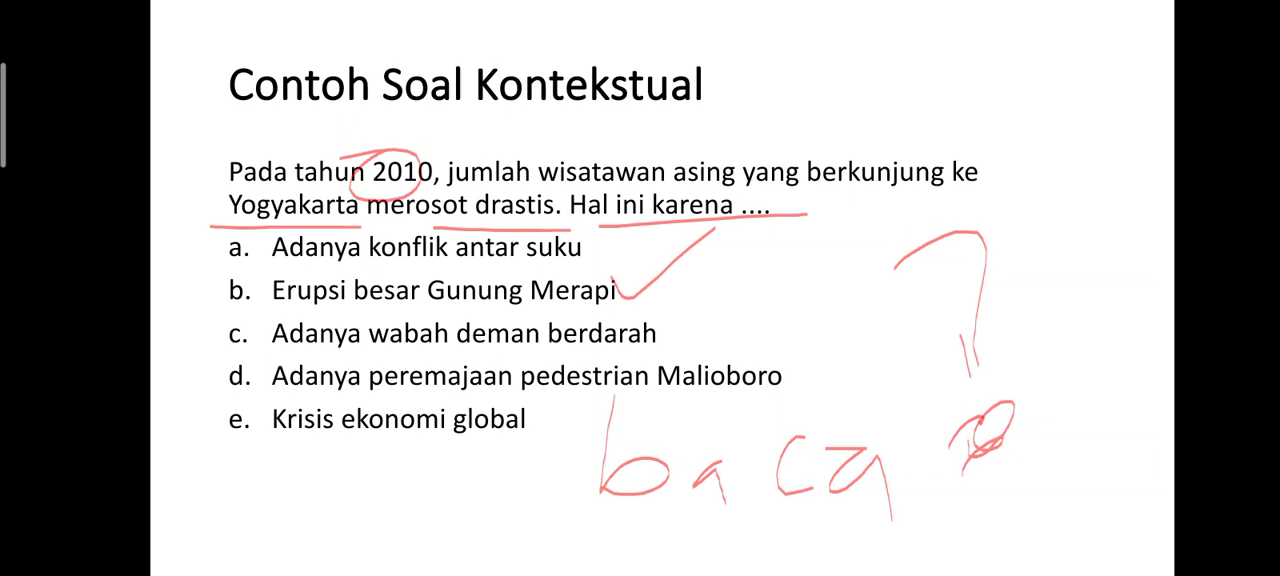 Contoh Soal Kontekstual
Pada tahun 2010, jumlah wisatawan asing yang berkunjung ke
Yogyakarta merosot drastis. Hal ini karena ....
a. Adanya konflik antar suku
b. Erupsi besar Gunung Merapi
c. Adanya wabah deman berdarah
d. Adanya peremajaan pedestrian Malioboro
e. Krisis ekonomi global
baca ?